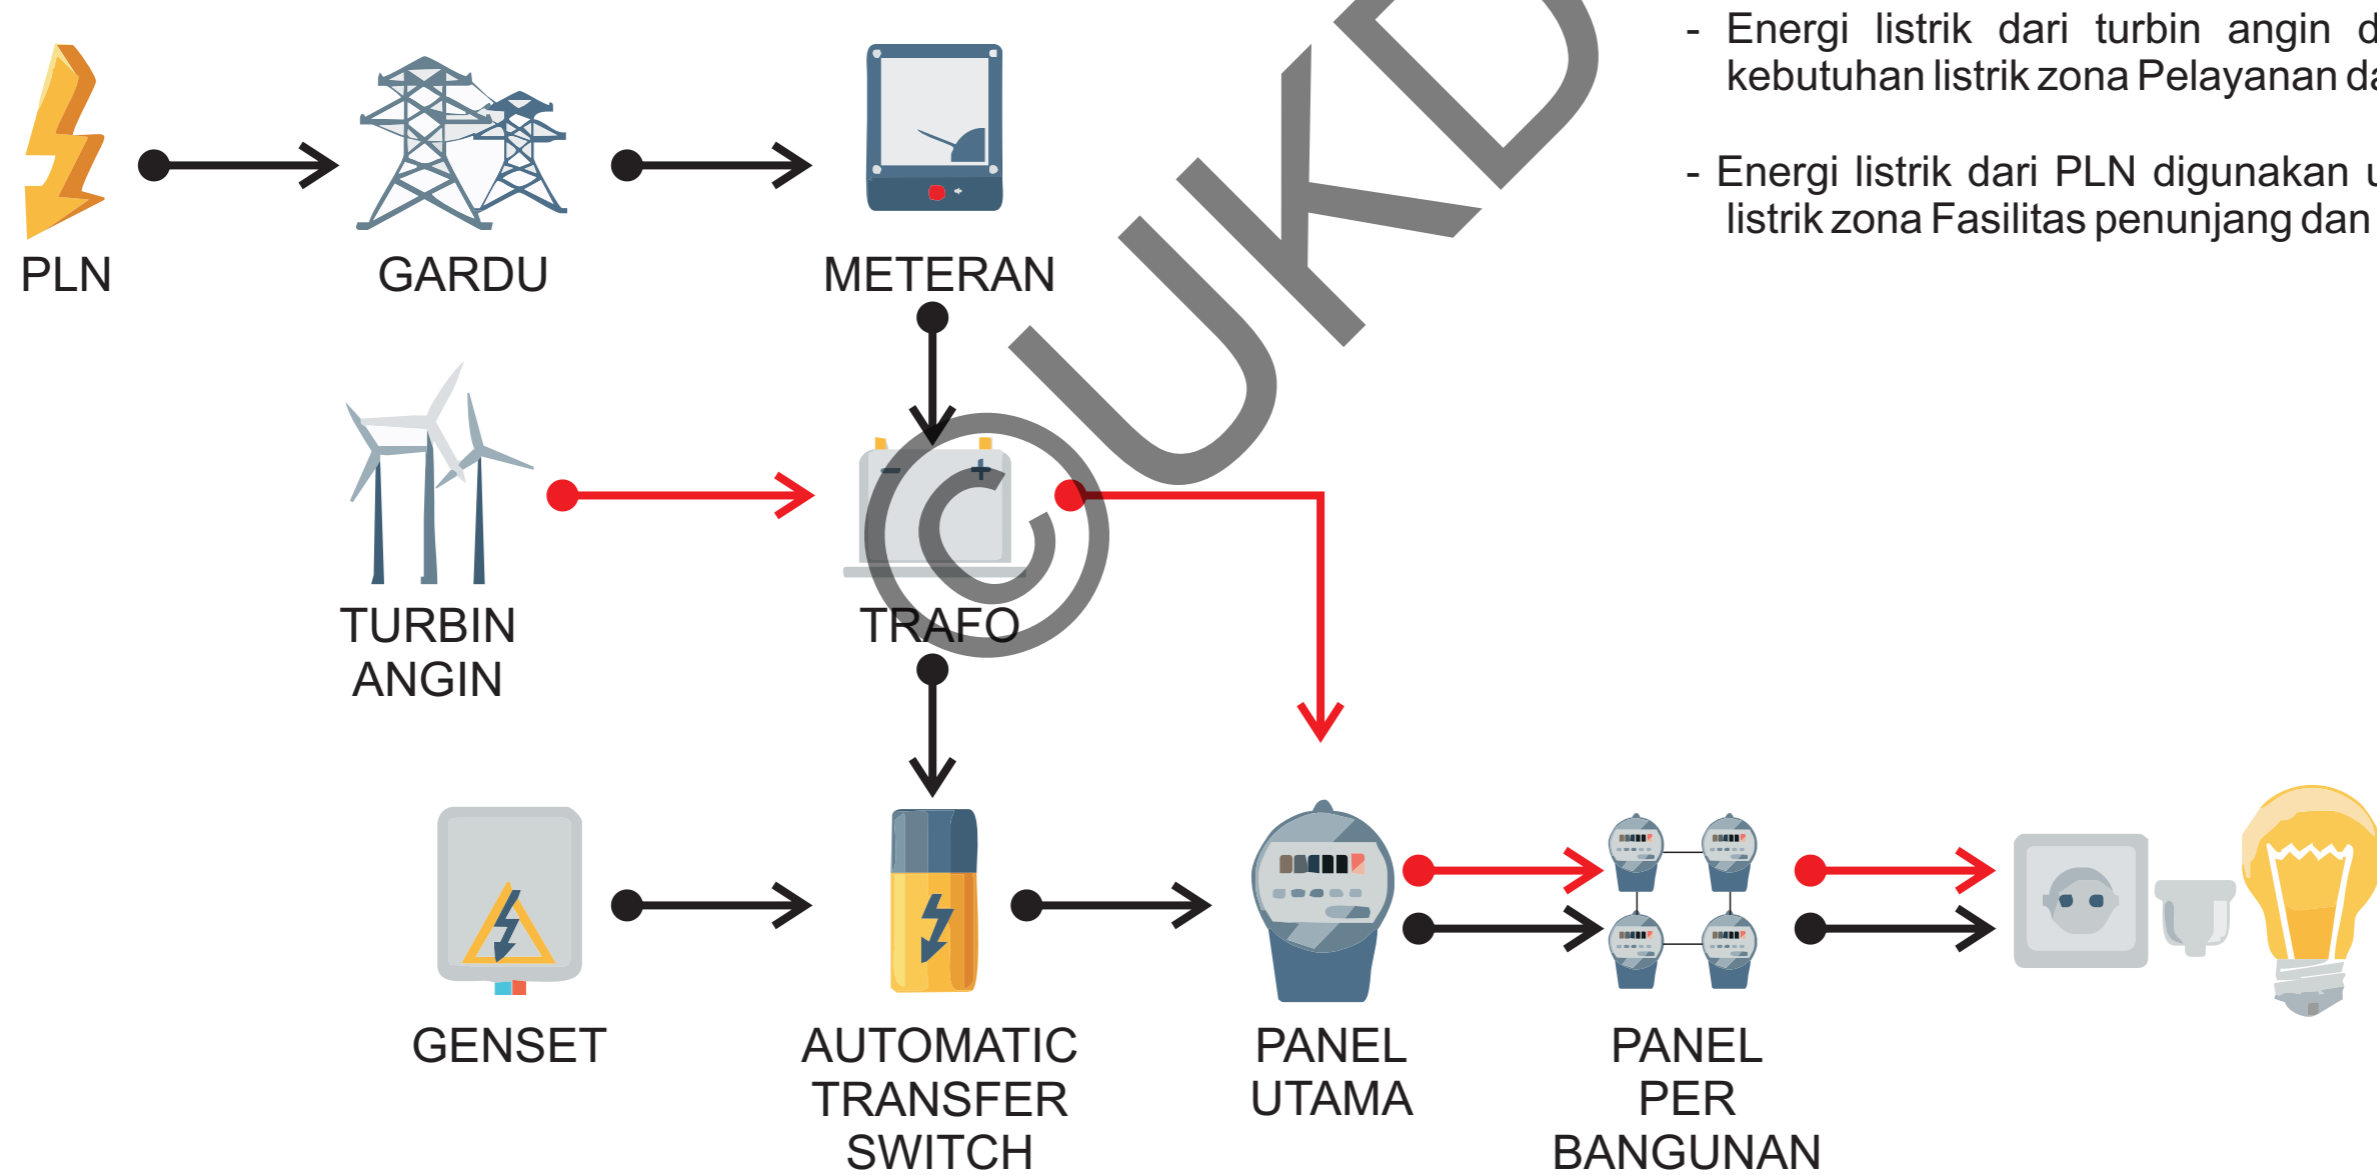 - Energi listrik dari turbin angin
kebutuhan listrik zona Pelayanan
- Energi listrik dari PLN digunakan
listrik zona Fasilitas penunjang dan
PLN
GARDU
METERAN
TURBIN
ANGIN
TRAFO
GENSET
AUTOMATIC
TRANSFER
SWITCH
PANEL
UTAMA
PANEL
PER
BANGUNAN
- +
© UKD